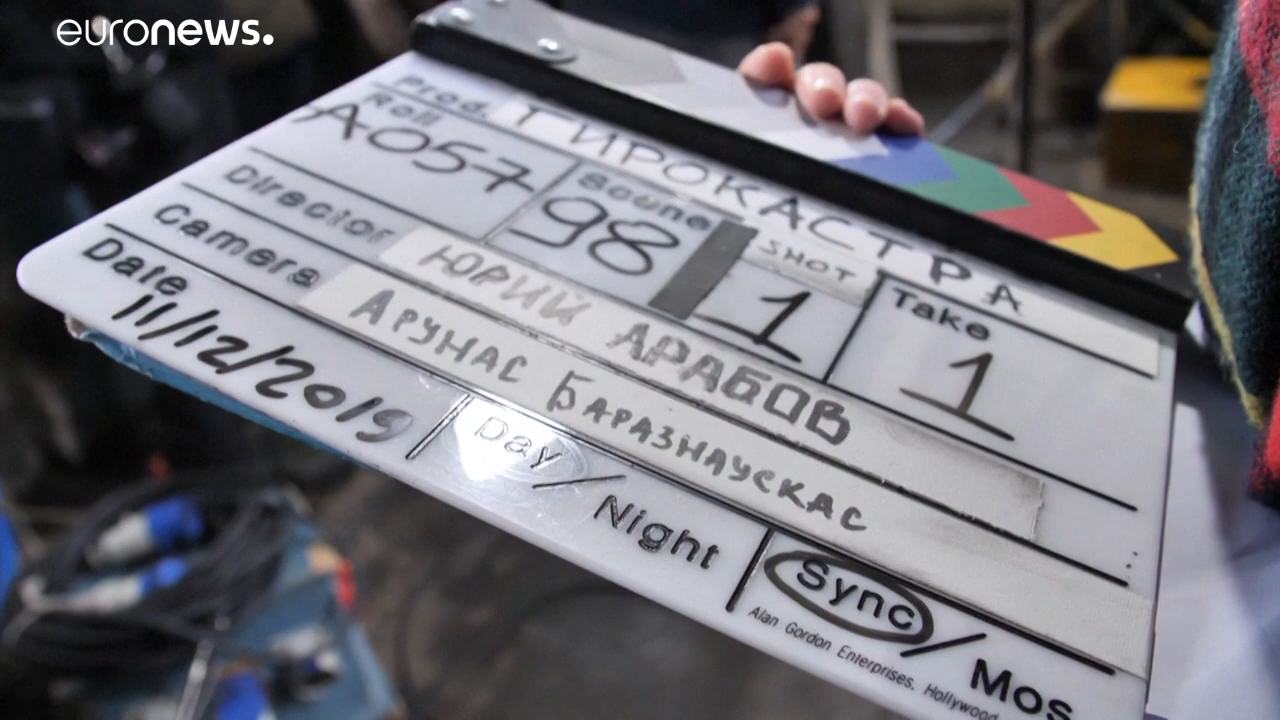 euronews.
Prod. ГИРОКАСТРА
Roll A057
Scene 98
SHOT 1
Take 1
Director ЮРИЙ АРАБОВ
Camera АРУНАС БАРАЗНАУСКАС
Date 11/12/2019
Day / Night
Sync / Mos
Alan Gordon Enterprises, Hollywood